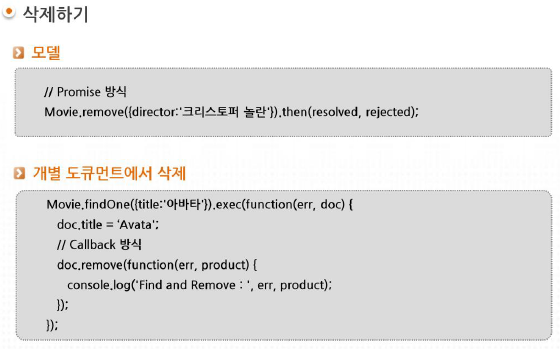 삭제하기
모델
// Promise 방식
Movie.remove({director:'크리스토퍼 놀란'}).then(resolved, rejected);
개별 도큐먼트에서 삭제
Movie.findOne({title:'아바타'}).exec(function(err, doc) {
doc.title = 'Avata';
// Callback 방식
doc.remove(function(err, product) {
console.log('Find and Remove : ', err, product);
});
});